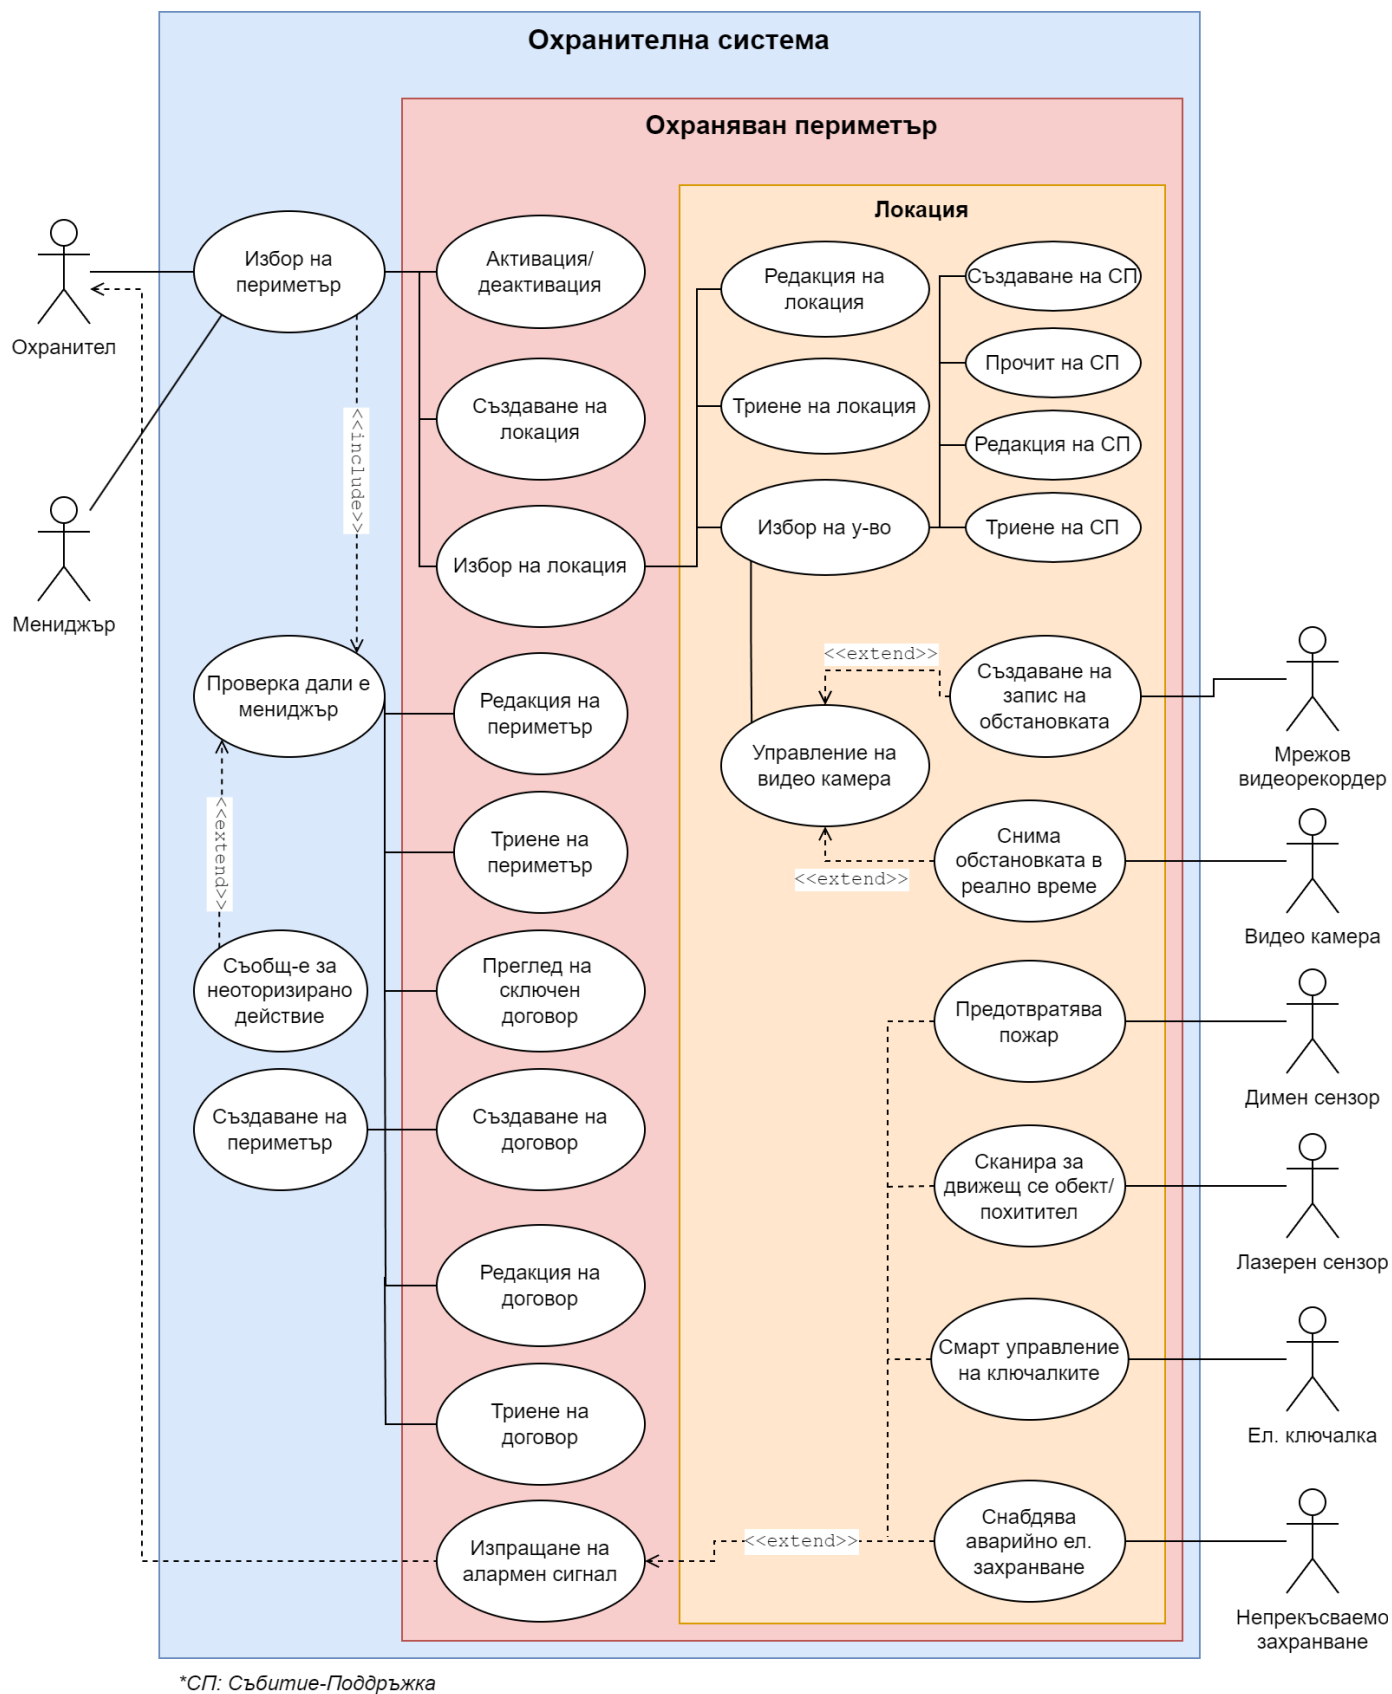 Охранителна система
Охраняван периметър
Локация
Охранител
Мениджър
Избор на
периметър
<<include>>
Проверка дали е
мениджър
<<extend>>
Съобщ-е за
неоторизирано
действие
Създаване на
периметър
Активация/
деактивация
Създаване на
локация
Избор на локация
Редакция на
периметър
Триене на
периметър
Преглед на
сключен
договор
Създаване на
договор
Редакция на
договор
Триене на
договор
Изпращане на
алармен сигнал
Редакция на
локация
Триене на локация
Избор на у-во
Създаване на СП
Прочит на СП
Редакция на СП
Триене на СП
<<extend>>
Създаване на
запис на
обстановката
Управление на
видео камера
<<extend>>
Снима
обстановката в
реално време
Предотвратява
пожар
Сканира за
движещ се обект/
похитител
Смарт управление
на ключалките
<<extend>>
Снабдява
аварийно ел.
захранване
Мрежов
видеорекордер
Видео камера
Димен сензор
Лазерен сензор
Ел. ключалка
Непрекъсваемо
захранване
*СП: Събитие-Поддръжка